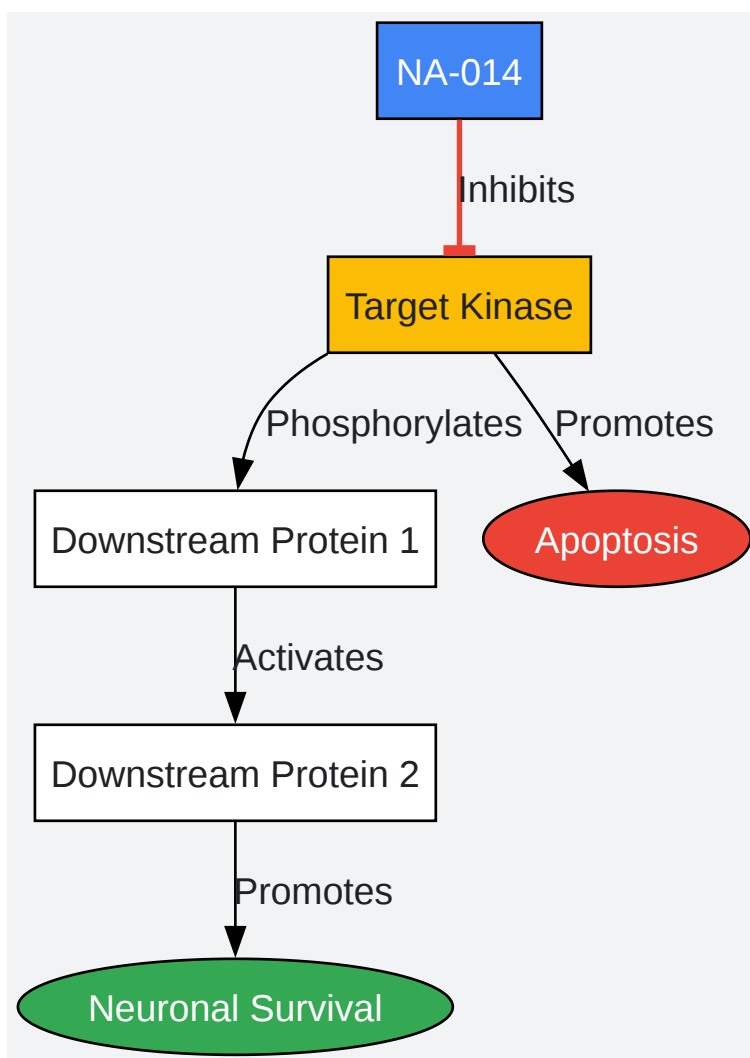 NA-014
Inhibits
Target Kinase
Phosphorylates
Promotes
Downstream Protein 1
Apoptosis
Activates
Downstream Protein 2
Promotes
Neuronal Survival